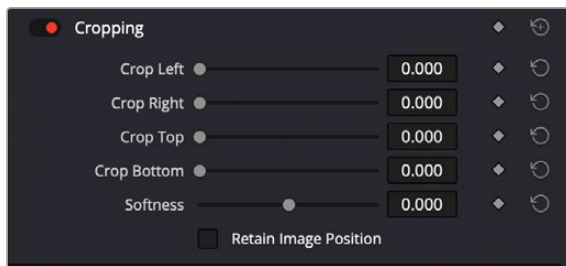 Cropping
Crop Left 0.000
Crop Right 0.000
Crop Top 0.000
Crop Bottom 0.000
Softness 0.000
Retain Image Position